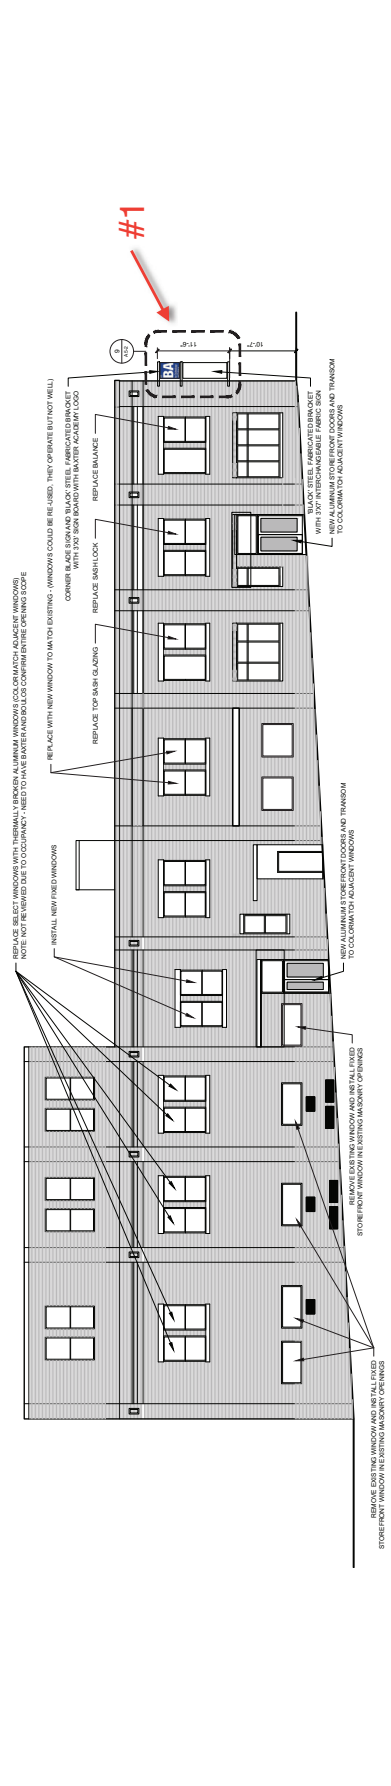 #1
REPLACE SELECT WINDOWS WITH THERMALLY BROKEN ALUMINUM WINDOWS (COLORMATCH ADJACENT WINDOWS)
NOTE: NOT REVIEWED DUE TO OCCUPANCY - NEED TO HAVE BAXTER AND BOULOS CONFIRM ENTIRE OPENING SCOPE
INSTALL NEW FIXED WINDOWS
REPLACE WITH NEW WINDOW TO MATCH EXISTING - (WINDOWS COULD BE RE-USED, THEY OPERATE BUT NOT WELL)
REPLACE TOP SASH GLAZING
REPLACE SASH LOCK
REPLACE BALANCE
CORNER BLADE SIGN AND 'BLACK' STEEL FABRICATED BRACKET
WITH 3'X3' SIGN BOARD WITH BAXTER ACADEMY LOGO
9
BA
11'-6"
10'-7"
'BLACK' STEEL FABRICATED BRACKET
WITH 3'X7' INTERCHANGEABLE FABRIC SIGN
NEW ALUMINUM STOREFRONT DOORS AND TRANSOM
TO COLORMATCH ADJACENT WINDOWS
NEW ALUMINUM STOREFRONT DOORS AND TRANSOM
TO COLORMATCH ADJACENT WINDOWS
REMOVE EXISTING WINDOW AND INSTALL FIXED
STOREFRONT WINDOW IN EXISTING MASONRY OPENINGS
REMOVE EXISTING WINDOW AND INSTALL FIXED
STOREFRONT WINDOW IN EXISTING MASONRY OPENINGS